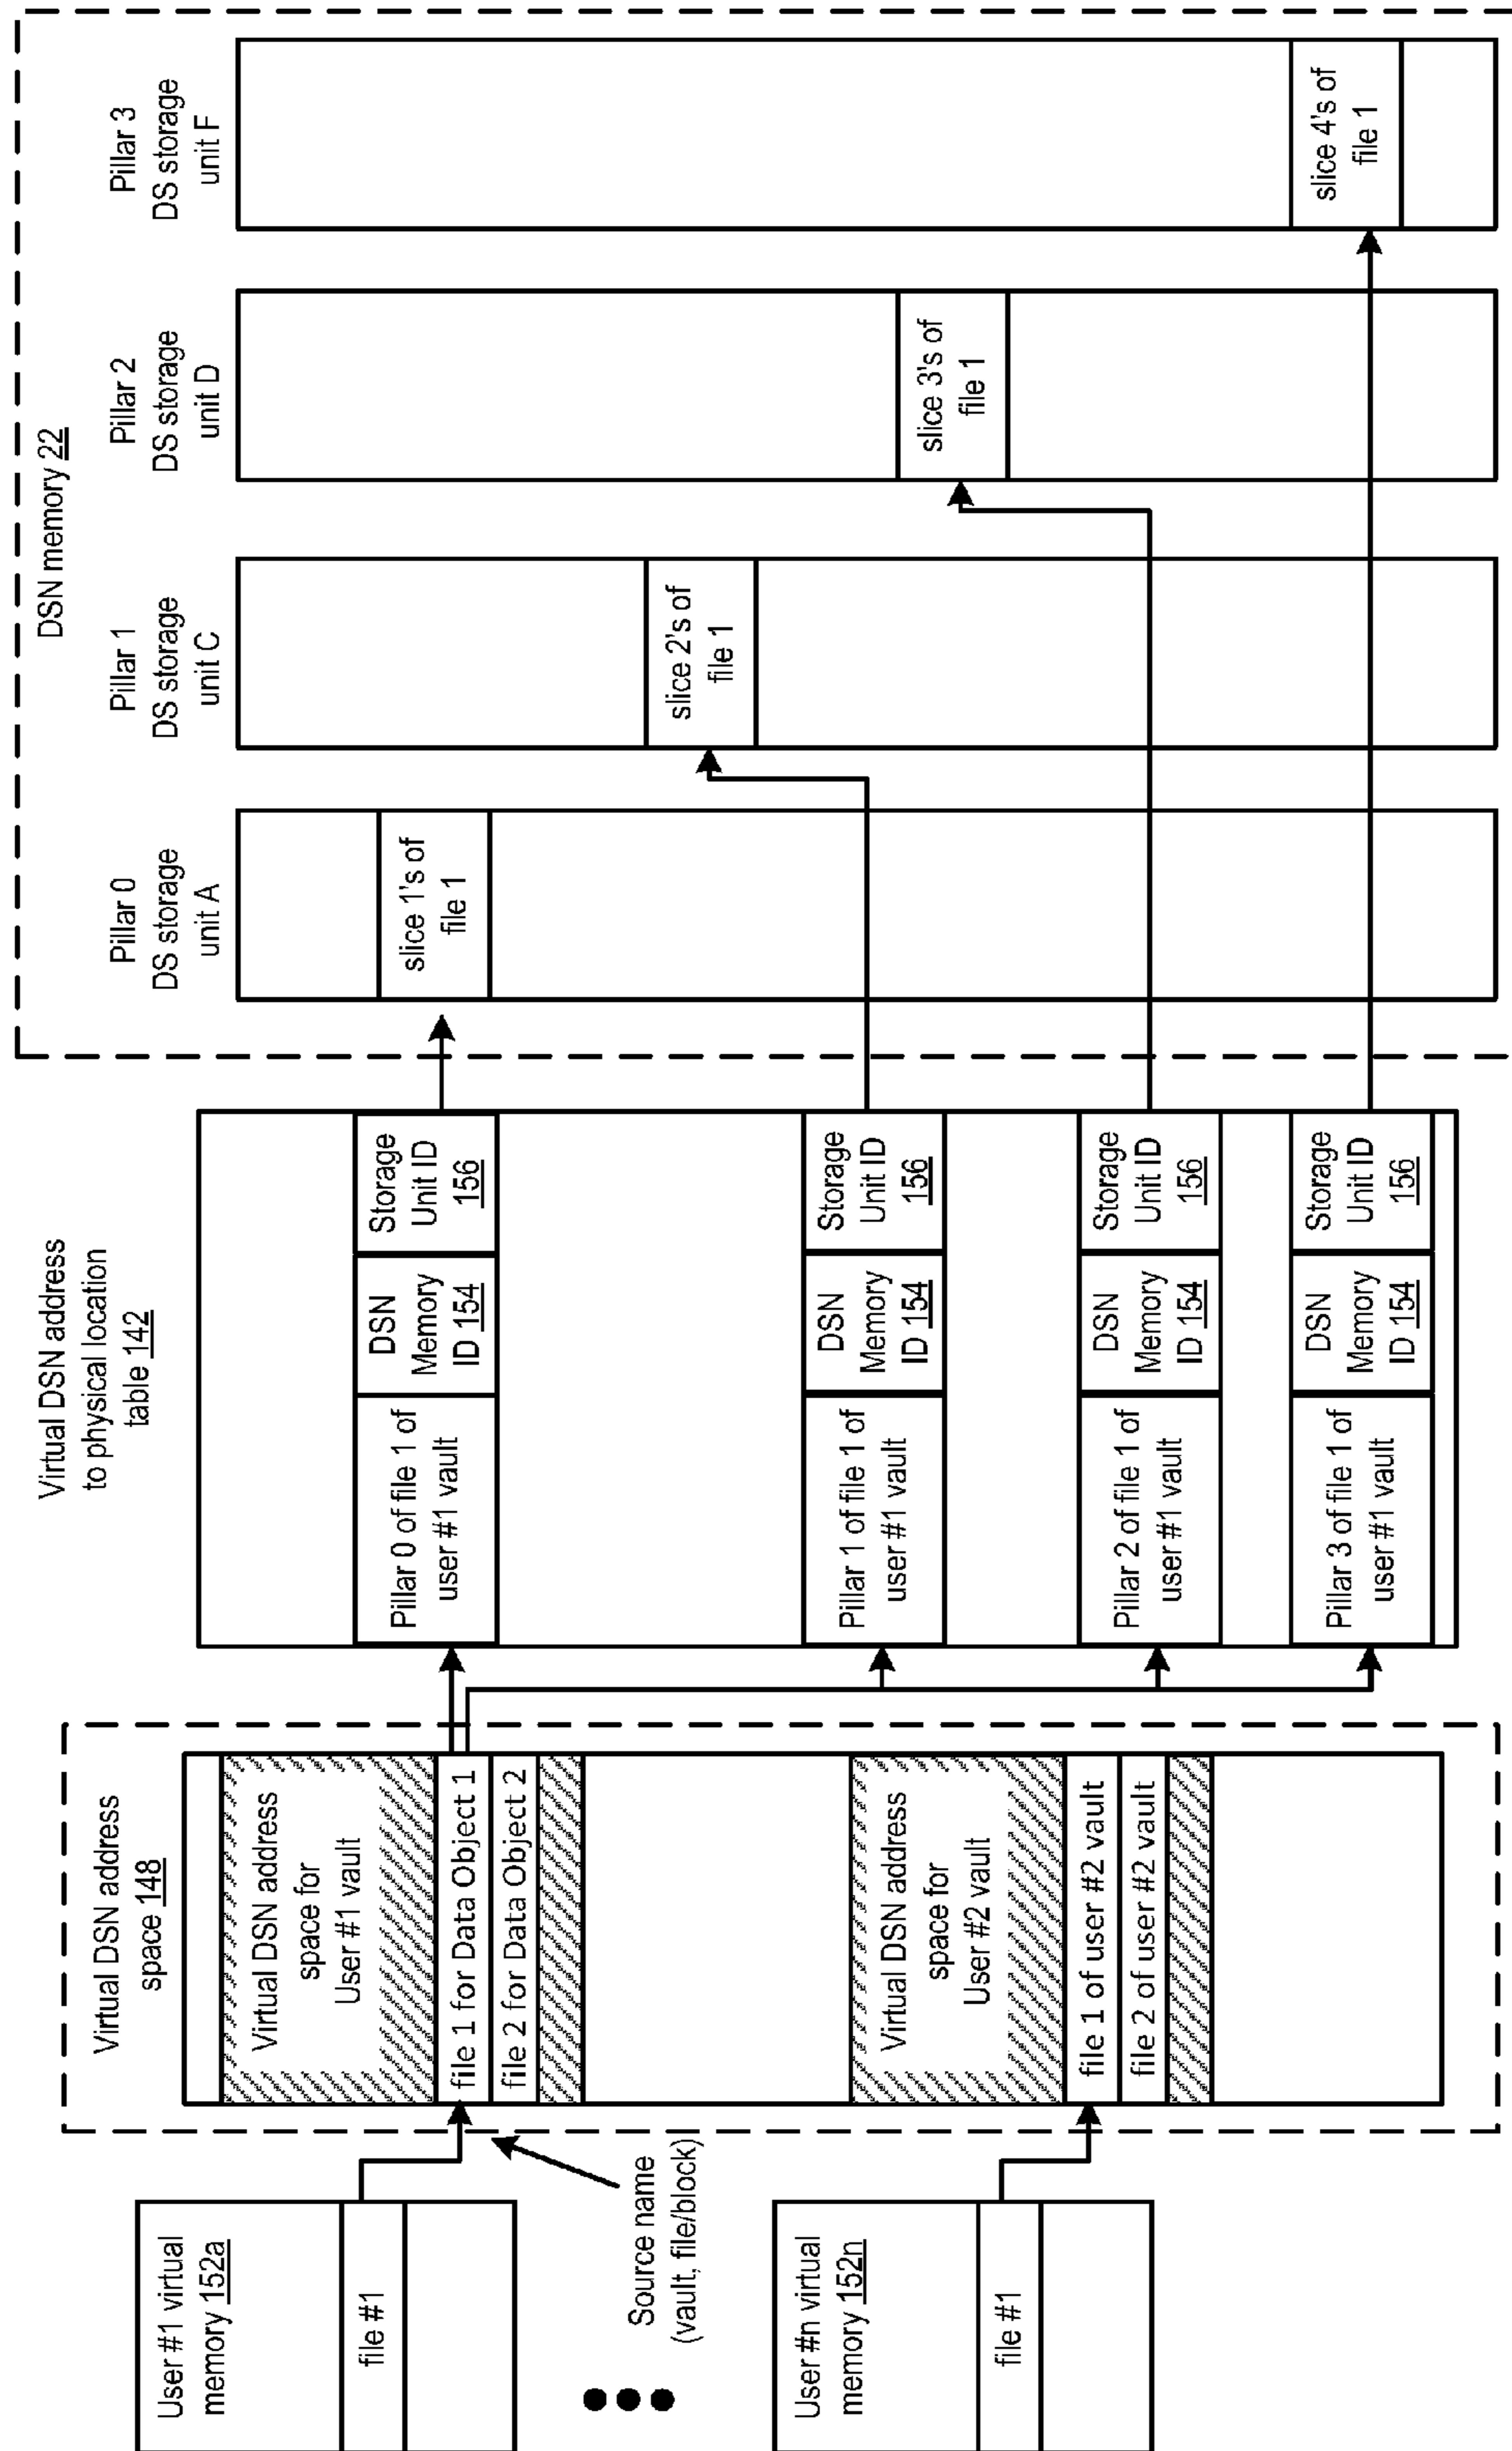 User #1 virtual
memory 152a
file #1
Source name
(vault, file/block)
User #n virtual
memory 152n
file #1
Virtual DSN address
space 148
Virtual DSN address
space for
User #1 vault
file 1 for Data Object 1
file 2 for Data Object 2
Virtual DSN address
space for
User #2 vault
file 1 of user #2 vault
file 2 of user #2 vault
Virtual DSN address
to physical location
table 142
Pillar 0 of file 1 of
user #1 vault
DSN
Memory
ID 154
Storage
Unit ID
156
Pillar 1 of file 1 of
user #1 vault
DSN
Memory
ID 154
Storage
Unit ID
156
Pillar 2 of file 1 of
user #1 vault
DSN
Memory
ID 154
Storage
Unit ID
156
Pillar 3 of file 1 of
user #1 vault
DSN
Memory
ID 154
Storage
Unit ID
156
DSN memory 22
Pillar 0
DS storage
unit A
slice 1's of
file 1
Pillar 1
DS storage
unit C
slice 2's of
file 1
Pillar 2
DS storage
unit D
slice 3's of
file 1
Pillar 3
DS storage
unit F
slice 4's of
file 1